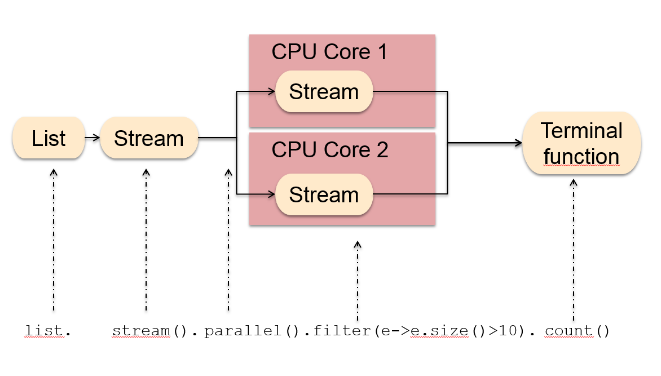 CPU Core 1
Stream
List
Stream
CPU Core 2
Stream
Terminal
function
list. stream().parallel().filter(e->e.size()>10). count()